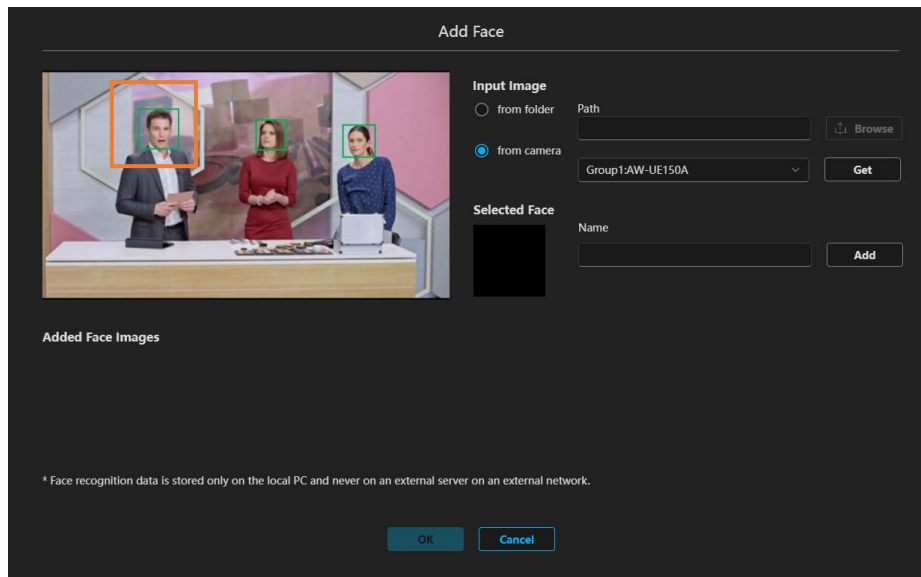 Add Face
Input Image
from folder
Path
Browse
from camera
Group1:AW-UE150A
Get
Selected Face
Name
Add
Added Face Images
* Face recognition data is stored only on the local PC and never on an external server on an external network.
OK
Cancel